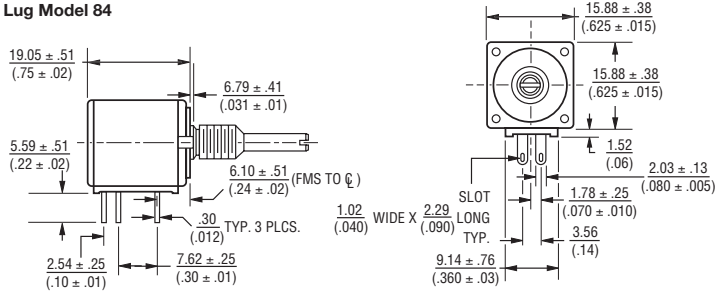 Lug Model 84
19.05 ± .51
(.75 ± .02)
6.79 ± .41
(.031 ± .01)
5.59 ± .51
(.22 ± .02)
6.10 ± .51 (FMS TO ℄ )
(.24 ± .02)
.30 TYP. 3 PLCS.
(.012)
2.54 ± .25
(.10 ± .01)
7.62 ± .25
(.30 ± .01)
15.88 ± .38
(.625 ± .015)
15.88 ± .38
(.625 ± .015)
1.52
(.06)
2.03 ± .13
(.080 ± .005)
SLOT
1.02 WIDE X 2.29 LONG
(.040) (.090)
TYP.
1.78 ± .25
(.070 ± .010)
3.56
(.14)
9.14 ± .76
(.360 ± .03)